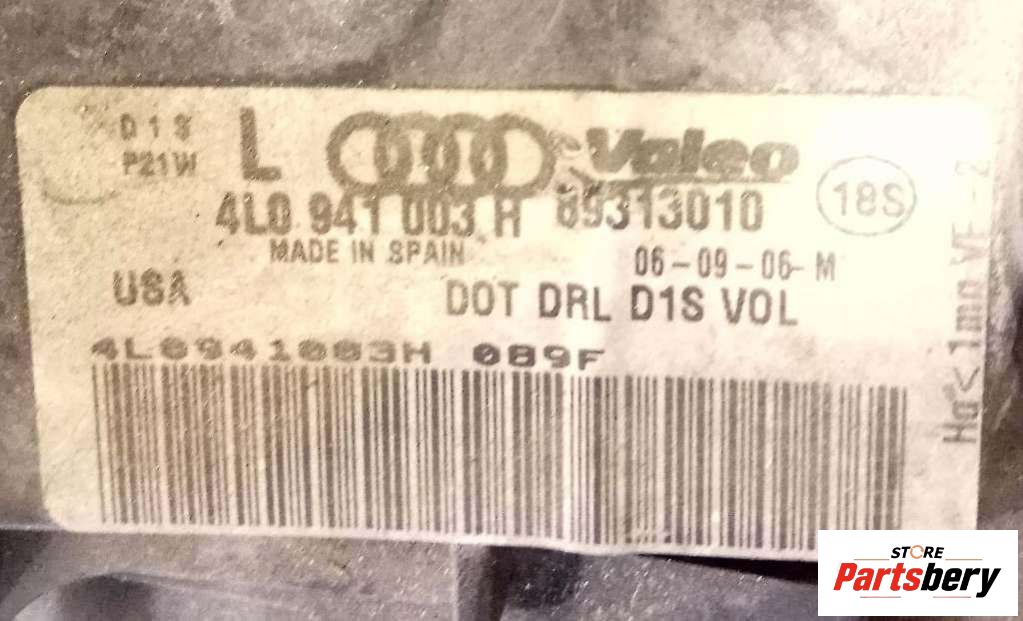 D1S
P21W
L
Valeo
4L0 941 003 H 89313010
18S
MADE IN SPAIN
06-09-06-M
USA
DOT DRL D1S VOL
4L0941003H 0B9F
Hg<1mg VE-2
STORE
Partsbery